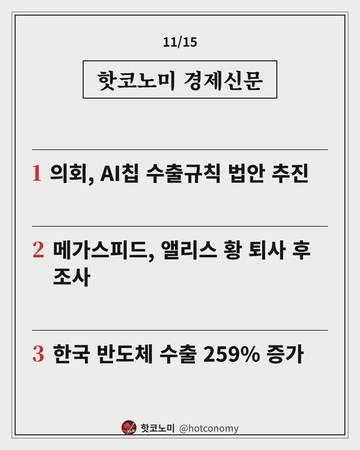 11/15
핫코노미 경제신문
1 의회, AI칩 수출규칙 법안 추진
2 메가스피드, 앨리스 황 퇴사 후
조사
3 한국 반도체 수출 259% 증가
핫코노미 @hotconomy